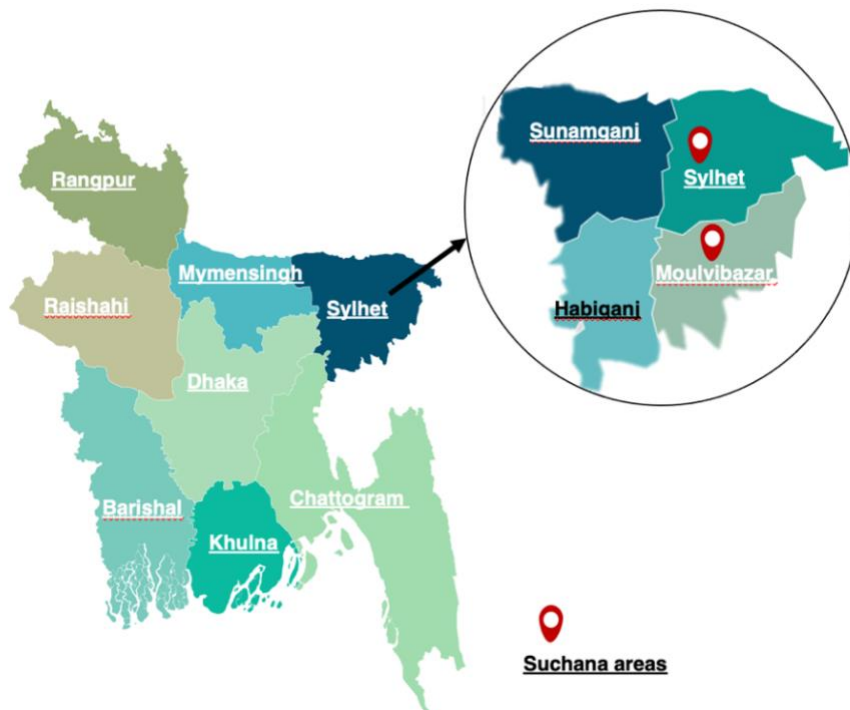 Rangpur
Rajshahi
Mymensingh
Sylhet
Dhaka
Barishal
Khulna
Chattogram
Sunamganj
Sylhet
Moulvibazar
Habiganj
Suchana areas